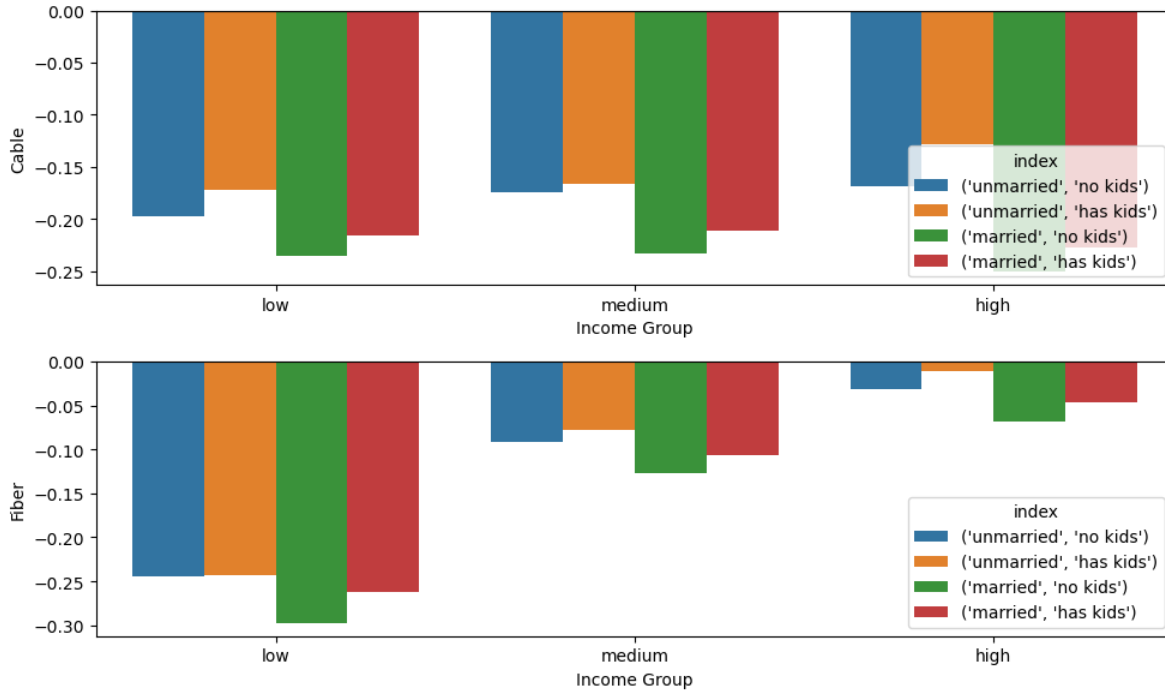 0.00
−0.05
−0.10
−0.15
−0.20
−0.25
Cable
low medium high
Income Group
index
('unmarried', 'no kids')
('unmarried', 'has kids')
('married', 'no kids')
('married', 'has kids')
0.00
−0.05
−0.10
−0.15
−0.20
−0.25
−0.30
Fiber
low medium high
Income Group
index
('unmarried', 'no kids')
('unmarried', 'has kids')
('married', 'no kids')
('married', 'has kids')